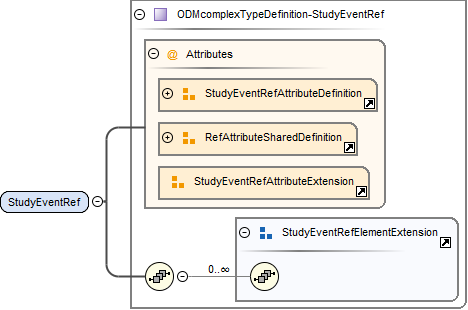 ODMcomplexTypeDefinition-StudyEventRef
@ Attributes
StudyEventRefAttributeDefinition
RefAttributeSharedDefinition
StudyEventRefAttributeExtension
StudyEventRef
StudyEventRefElementExtension
0..∞